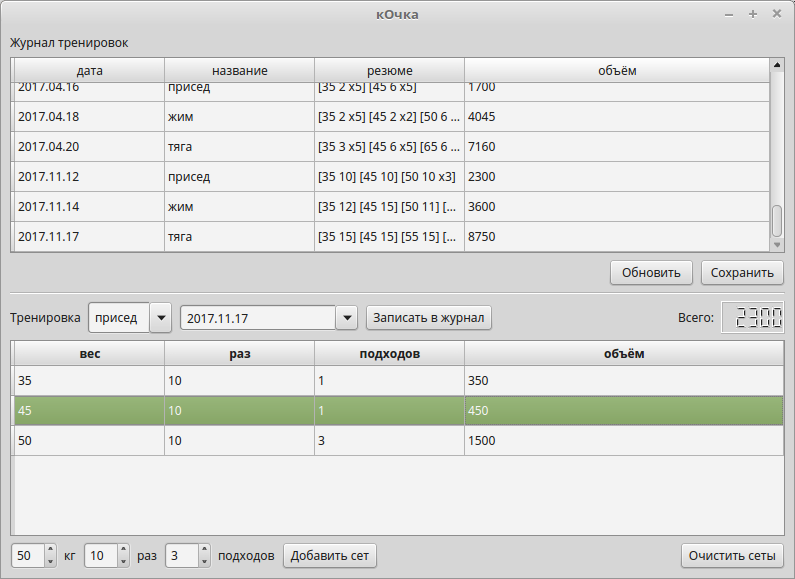 кОчка
Журнал тренировок
дата название резюме объём
2017.04.16 присед [35 2 x5] [45 6 x5] 1700
2017.04.18 жим [35 2 x5] [45 2 x2] [50 6 ... 4045
2017.04.20 тяга [35 3 x5] [45 6 x5] [65 6 ... 7160
2017.11.12 присед [35 10] [45 10] [50 10 x3] 2300
2017.11.14 жим [35 12] [45 15] [50 11] [... 3600
2017.11.17 тяга [35 15] [45 15] [55 15] [... 8750
Обновить Сохранить
Тренировка присед 2017.11.17 Записать в журнал Всего: 2300
вес раз подходов объём
35 10 1 350
45 10 1 450
50 10 3 1500
50 кг 10 раз 3 подходов Добавить сет Очистить сеты